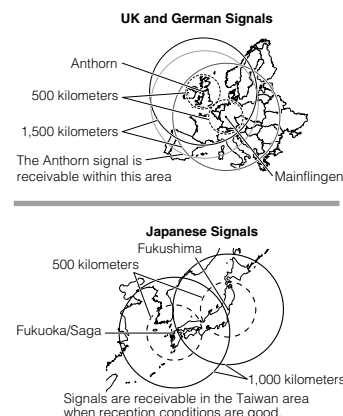 UK and German Signals
Anthorn
500 kilometers
1,500 kilometers
The Anthorn signal is
receivable within this area
Mainflingen
Japanese Signals
Fukushima
500 kilometers
Fukuoka/Saga
1,000 kilometers
Signals are receivable in the Taiwan area
when reception conditions are good.